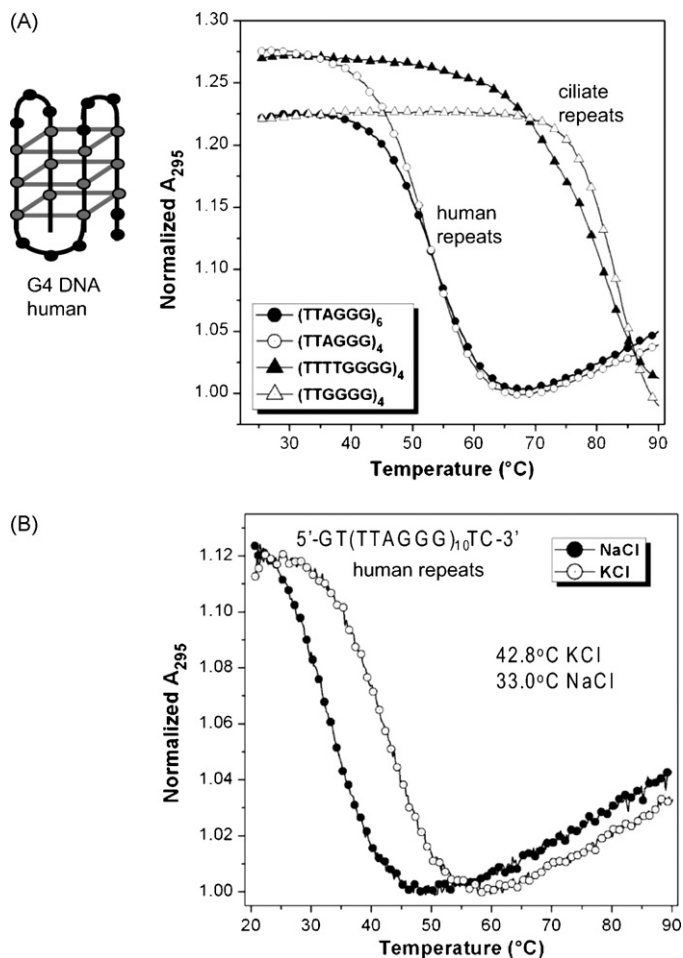 (A)
G4 DNA
human
Normalized A295
1.30
1.25
1.20
1.15
1.10
1.05
1.00
ciliate
repeats
human
repeats
(TTAGGG)6
(TTAGGG)4
(TTTTGGGG)4
(TTGGGG)4
30 40 50 60 70 80 90
Temperature (°C)
(B)
Normalized A295
1.12
1.10
1.08
1.06
1.04
1.02
1.00
5'-GT(TTAGGG)10TC-3'
human repeats
NaCl
KCl
42.8°C KCl
33.0°C NaCl
20 30 40 50 60 70 80 90
Temperature (°C)